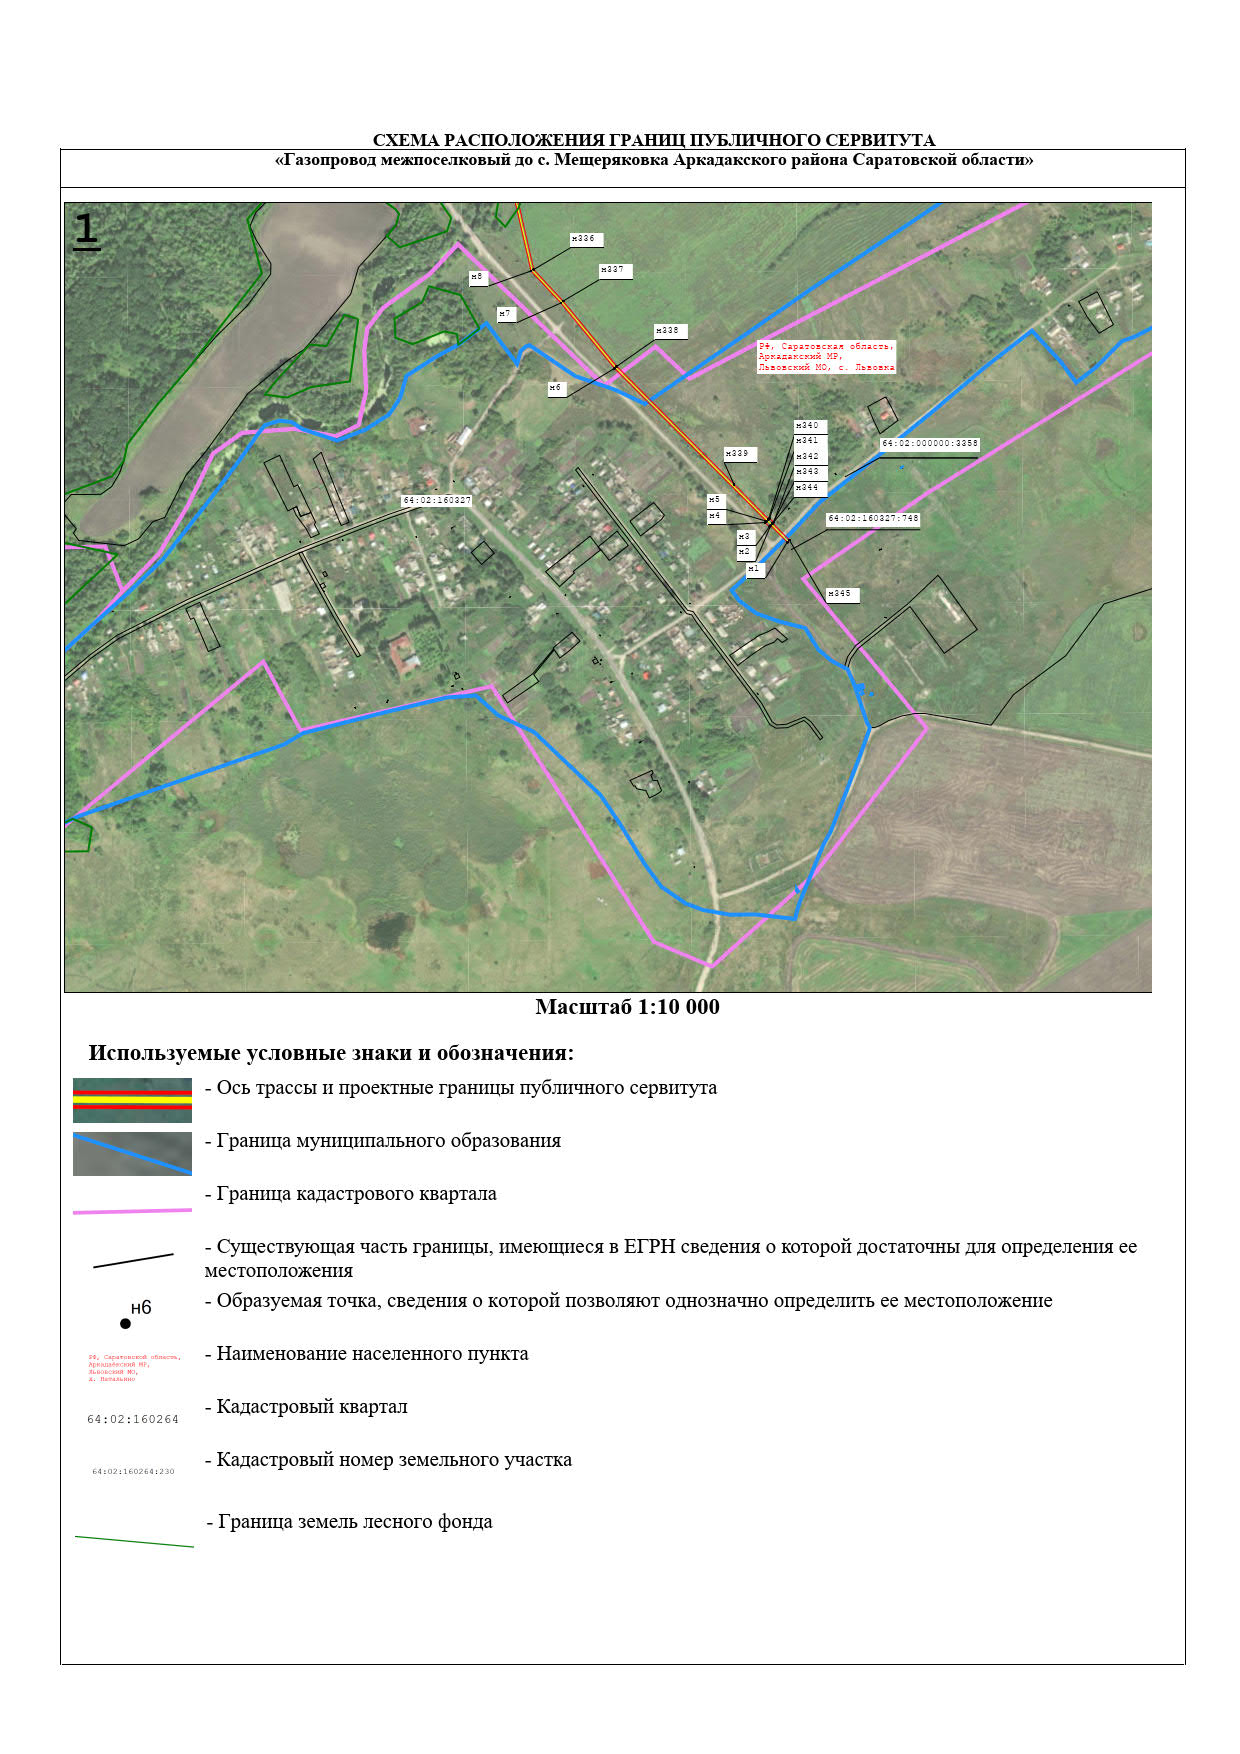 СХЕМА РАСПОЛОЖЕНИЯ ГРАНИЦ ПУБЛИЧНОГО СЕРВИТУТА
«Газопровод межпоселковый до с. Мещеряковка Аркадакского района Саратовской области»
1
н336
н8
н337
н7
н338
РФ, Саратовская область,
Аркадакский МР,
Львовский МО, с. Львовка
н6
н340
н341
64:02:000000:3358
н339
н342
н343
н344
н5
64:02:160327
н4
64:02:160327:748
н3
н2
н1
н345
Масштаб 1:10 000
Используемые условные знаки и обозначения:
- Ось трассы и проектные границы публичного сервитута
- Граница муниципального образования
- Граница кадастрового квартала
- Существующая часть границы, имеющиеся в ЕГРН сведения о которой достаточны для определения ее
местоположения
н6
- Образуемая точка, сведения о которой позволяют однозначно определить ее местоположение
РФ, Саратовская область,
Львовский МО,
- Наименование населенного пункта
64:02:160264
- Кадастровый квартал
64:02:160264:230
- Кадастровый номер земельного участка
- Граница земель лесного фонда